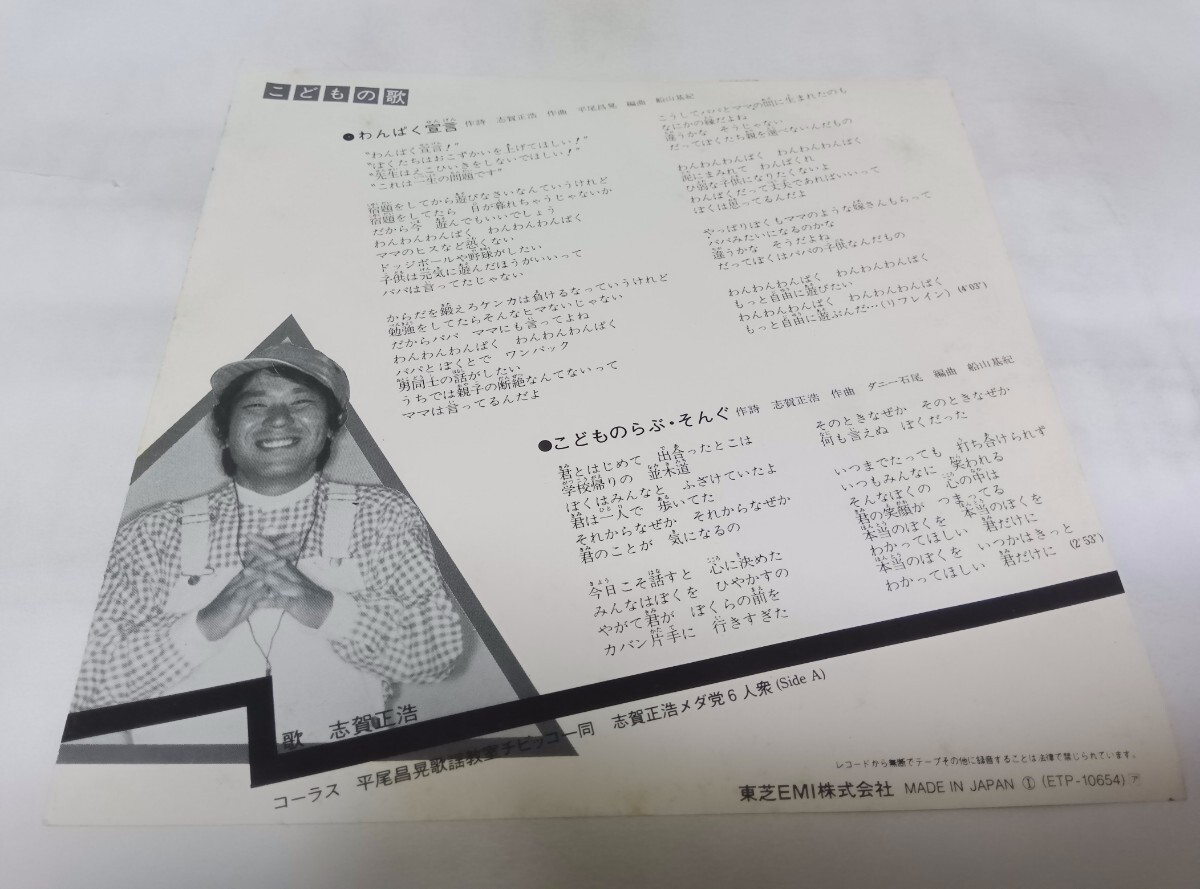 こどもの歌
●わんぱく宣言 作詩 志賀正浩 作曲 平尾昌晃 編曲 船山基紀
"わんぱく宣言!"
"ぼくたちはおこずかいを上げてほしい!"
"先生はえこひいきをしないでほしい!"
"これは一生の問題です"
宿題をしてから遊びなさいなんていうけれど
宿題をしてたら 日が暮れちゃうじゃないか
だから今 遊んでもいいでしょう
わんわんわんぱく わんわんわんぱく
ママのヒスなど恐くない
ドッジボールや野球がしたい
子供は元気に遊んだほうがいいって
パパは言ってたじゃない
からだを鍛えろケンカは負けるなっていうけれど
勉強をしてたらそんなヒマないじゃない
だからパパ ママにも言ってよね
わんわんわんぱく わんわんわんぱく
パパとぼくとで ワンパック
男同士の話がしたい
うちでは親子の断絶なんてないって
ママは言ってるんだよ
こうしてパパとママの間に生まれたのも
なにかの縁だよね
違うかな そうじゃない
だってぼくたち親を選べないんだもの
わんわんわんぱく わんわんわんぱく
泥にまみれて わんぱくれ
ひ弱な子供になりたくないよ
わんぱくだって丈夫であればいいって
ぼくは思ってるんだよ
やっぱりぼくもママのような嫁さんもらって
パパみたいになるのかな
違うかな そうだよね
だってぼくはパパの子供なんだもの
わんわんわんぱく わんわんわんぱく
もっと自由に遊びたい
わんわんわんぱく わんわんわんぱく
もっと自由に遊ぶんだ…(リフレイン) (4'03")
●こどものらぶ・そんぐ 作詩 志賀正浩 作曲 ダニー石尾 編曲 船山基紀
君とはじめて 出合ったとこは
学校帰りの 並木道
ぼくはみんなと ふざけていたよ
君は一人で 歩いてた
それからなぜか それからなぜか
君のことが 気になるの
今日こそ話すと 心に決めた
みんなはぼくを ひやかすの
やがて君が ぼくらの前を
カバン片手に 行きすぎた
そのときなぜか そのときなぜか
何も言えぬ ぼくだった
いつまでたっても 打ち合けられず
いつもみんなに 笑われる
そんなぼくの 心の中は
君の笑顔が つまってる
本当のぼくを 本当のぼくを
わかってほしい 君だけに
本当のぼくを いつかはきっと
わかってほしい 君だけに (2'53")
歌 志賀正浩
コーラス 平尾昌晃歌謡教室チビッコ一同 志賀正浩メダ党6人衆(Side A)
レコードから無断でテープその他に録音することは法律で禁じられています。
東芝EMI株式会社 MADE IN JAPAN ① (ETP-10654) ア